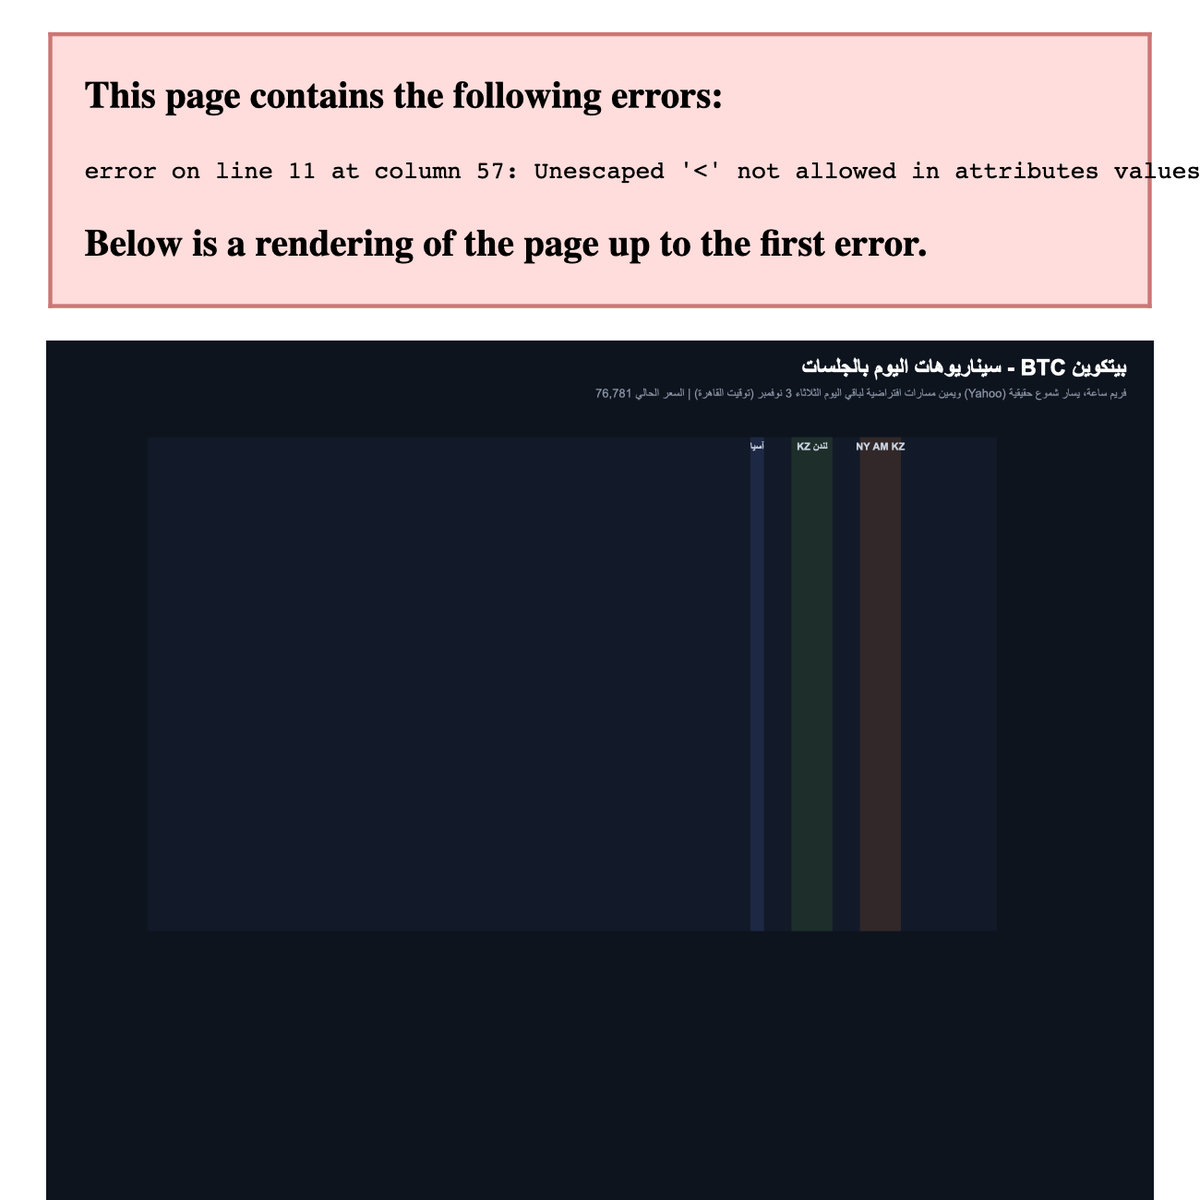 This page contains the following errors:
error on line 11 at column 57: Unescaped '<' not allowed in attributes values
Below is a rendering of the page up to the first error.
بيتكوين BTC - سيناريوهات اليوم بالجلسات
فريم ساعة، يسار شموع حقيقية (Yahoo) ويمين مسارات افتراضية لباقي اليوم الثلاثاء 3 نوفمبر (توقيت القاهرة) | السعر الحالي 76,781
آسيا
لندن KZ
NY AM KZ